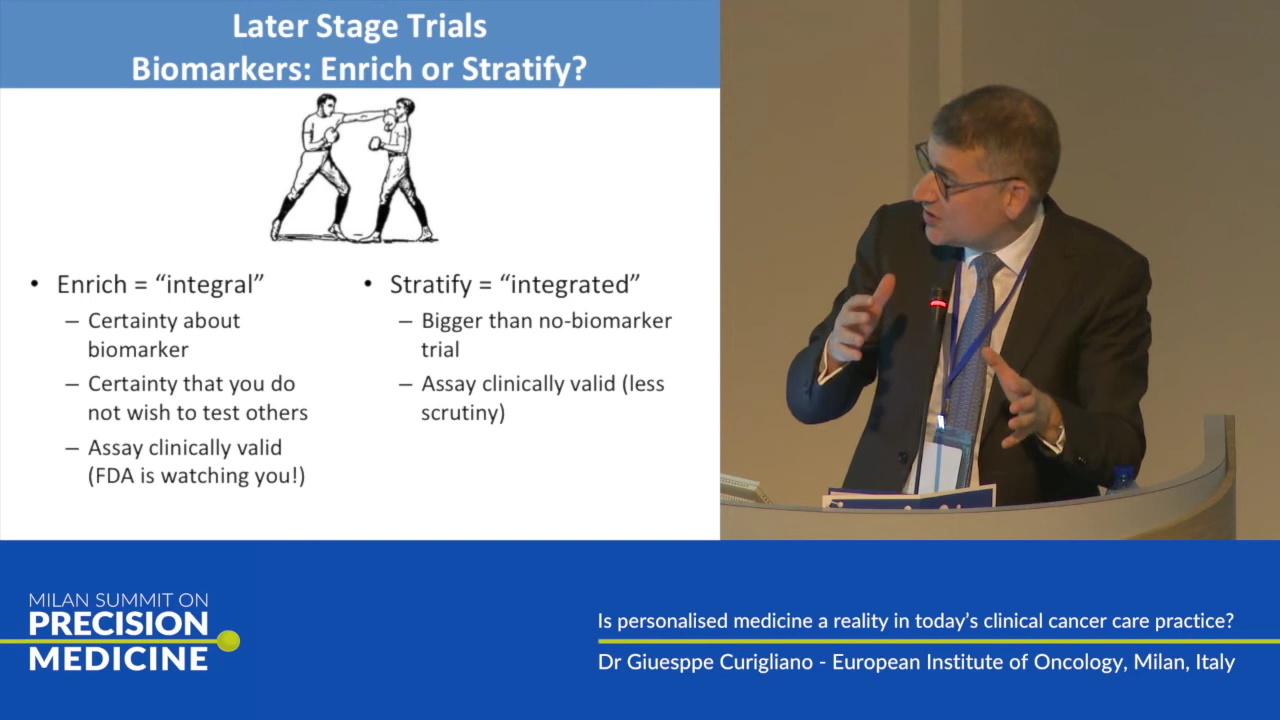 Later Stage Trials
Biomarkers: Enrich or Stratify?
• Enrich = “integral”
– Certainty about
biomarker
– Certainty that you do
not wish to test others
– Assay clinically valid
(FDA is watching you!)
• Stratify = “integrated”
– Bigger than no-biomarker
trial
– Assay clinically valid (less
scrutiny)
MILAN SUMMIT ON
PRECISION
MEDICINE
Is personalised medicine a reality in today’s clinical cancer care practice?
Dr Giuesppe Curigliano - European Institute of Oncology, Milan, Italy